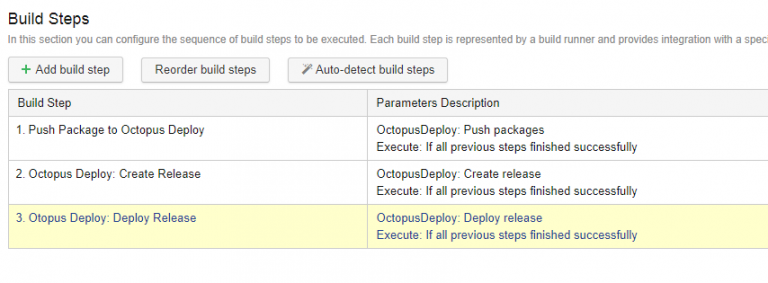 Build Steps
In this section you can configure the sequence of build steps to be executed. Each build step is represented by a build runner and provides integration with a
+ Add build step Reorder build steps Auto-detect build steps
Build Step Parameters Description
1. Push Package to Octopus Deploy OctopusDeploy: Push packages
Execute: If all previous steps finished successfully
2. Octopus Deploy: Create Release OctopusDeploy: Create release
Execute: If all previous steps finished successfully
3. Otopus Deploy: Deploy Release OctopusDeploy: Deploy release
Execute: If all previous steps finished successfully